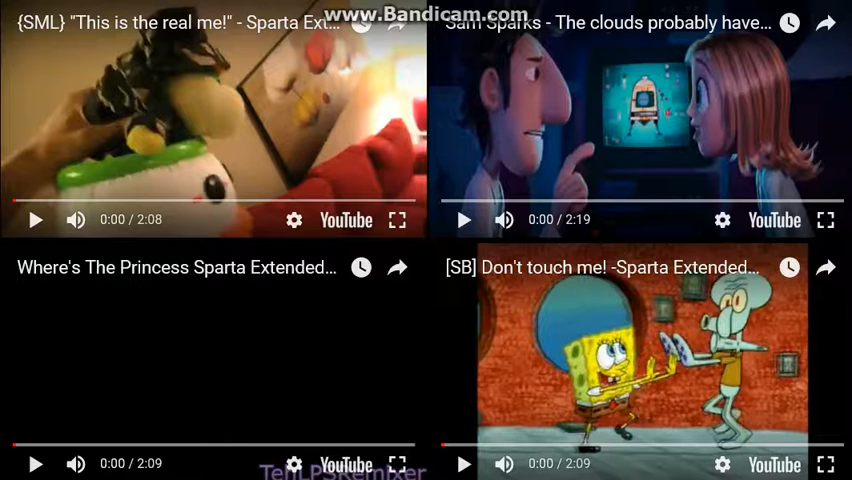 www.Bandicam.com
{SML} "This is the real me!" - Sparta Ext...
Sam Sparks - The clouds probably have...
0:00 / 2:08
YouTube
0:00 / 2:19
YouTube
Where's The Princess Sparta Extended...
[SB] Don't touch me! -Sparta Extended...
0:00 / 2:09
YouTube
0:00 / 2:09
YouTube
TehLPSRemixer